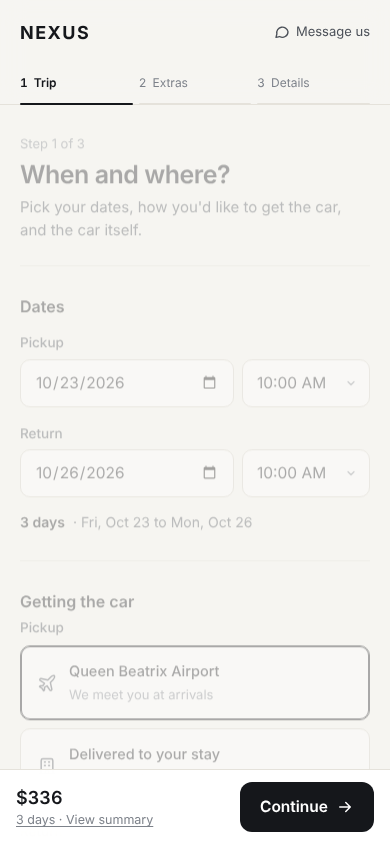 NEXUS
Message us
1 Trip
2 Extras
3 Details
Step 1 of 3
When and where?
Pick your dates, how you'd like to get the car,
and the car itself.
Dates
Pickup
10/23/2026
10:00 AM
Return
10/26/2026
10:00 AM
3 days · Fri, Oct 23 to Mon, Oct 26
Getting the car
Pickup
Queen Beatrix Airport
We meet you at arrivals
Delivered to your stay
$336
Continue →
3 days · View summary